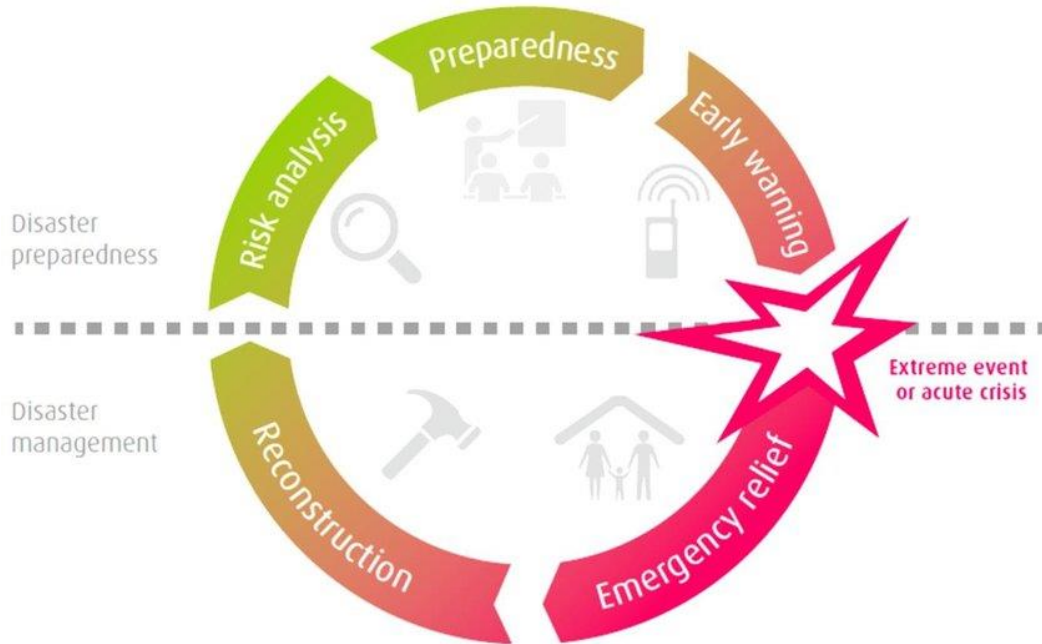 Preparedness
Early warning
Risk analysis
Disaster
preparedness
Extreme event
or acute crisis
Disaster
management
Reconstruction
Emergency relief